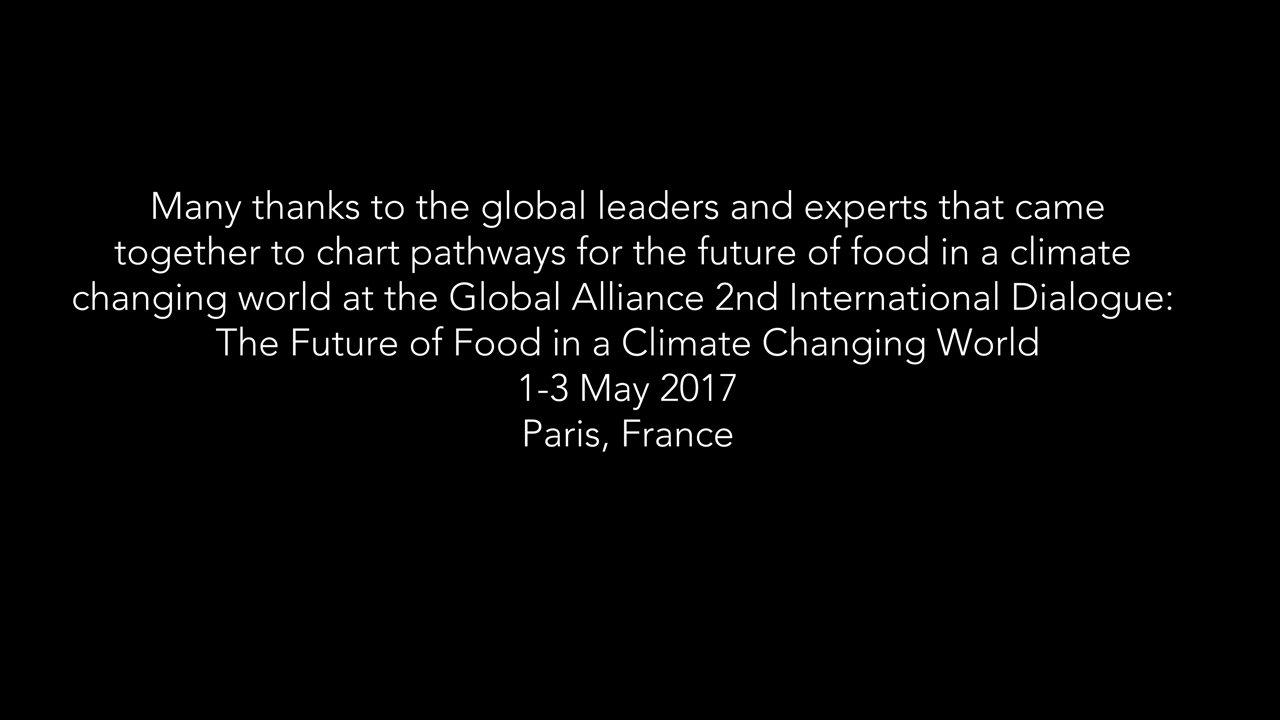 Many thanks to the global leaders and experts that came
together to chart pathways for the future of food in a climate
changing world at the Global Alliance 2nd International Dialogue:
The Future of Food in a Climate Changing World
1-3 May 2017
Paris, France